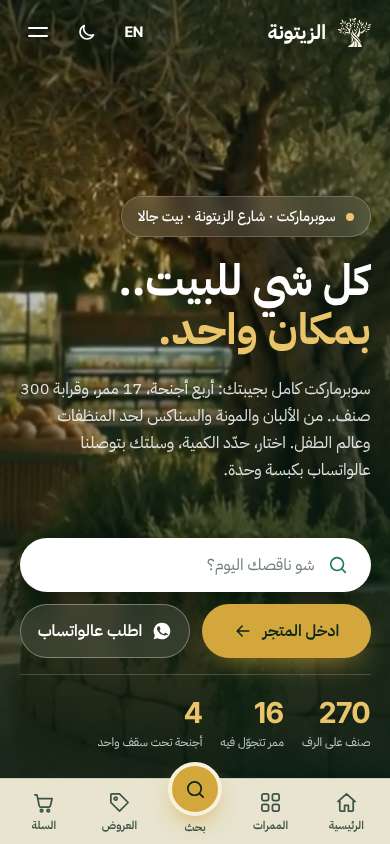 الزيتونة
EN
سوبرماركت · شارع الزيتونة · بيت جالا
كل شي للبيت..
بمكان واحد.
سوبرماركت كامل بجيبتك: أربع أجنحة، 17 ممر، وقرابة 300
صنف.. من الألبان والمونة والسناكس لحد المنظفات
وعالم الطفل. اختار، حدّد الكمية، وسلتك بتوصلنا
عالواتساب بكبسة وحدة.
شو ناقصك اليوم؟
ادخل المتجر
اطلب عالواتساب
270
16
4
صنف على الرف
ممر تتجوّل فيه
أجنحة تحت سقف واحد
الرئيسية
الممرات
بحث
العروض
السلة